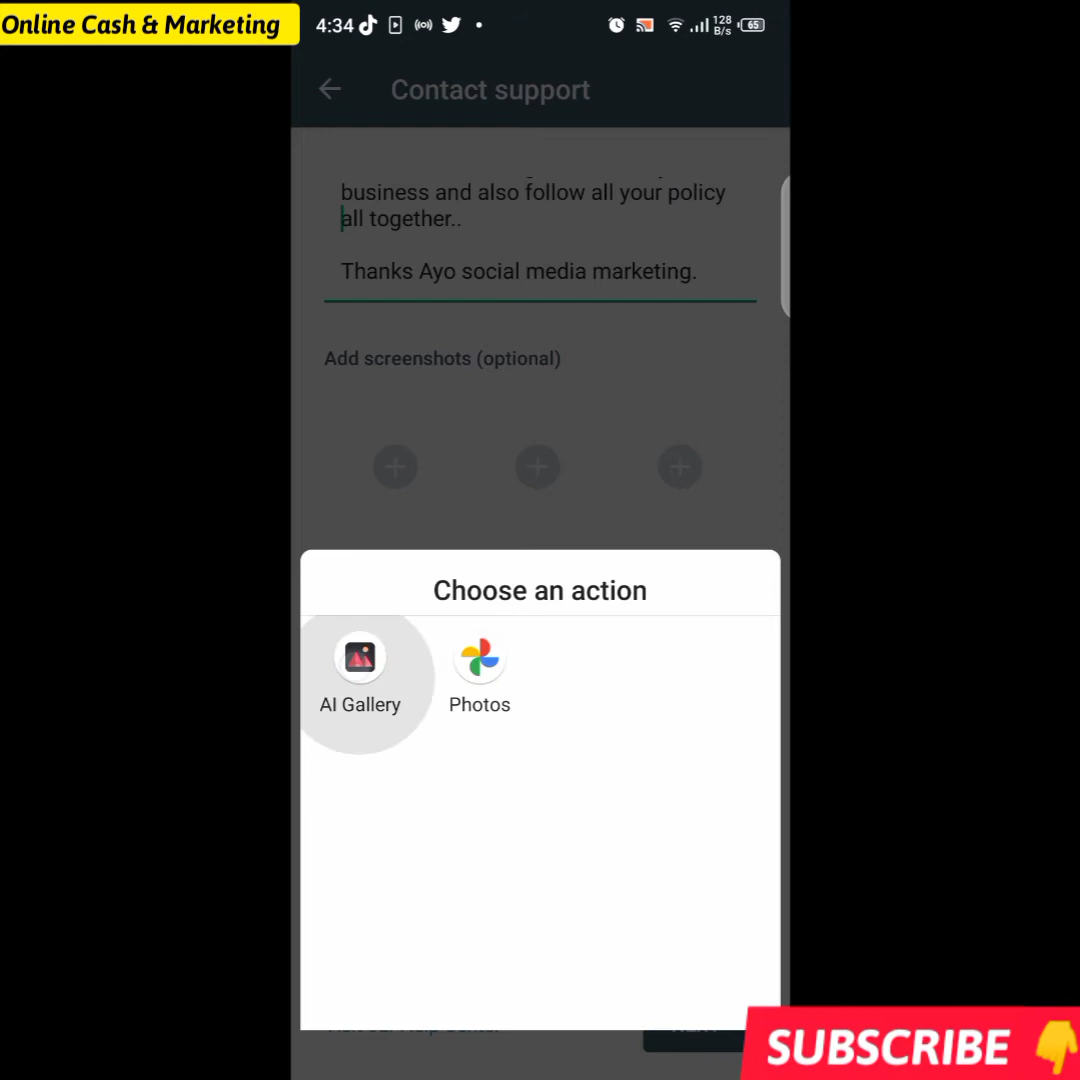 Online Cash & Marketing
4:34
128
B/s
65
Contact support
business and also follow all your policy
all together..
Thanks Ayo social media marketing.
Add screenshots (optional)
Choose an action
AI Gallery
Photos
SUBSCRIBE